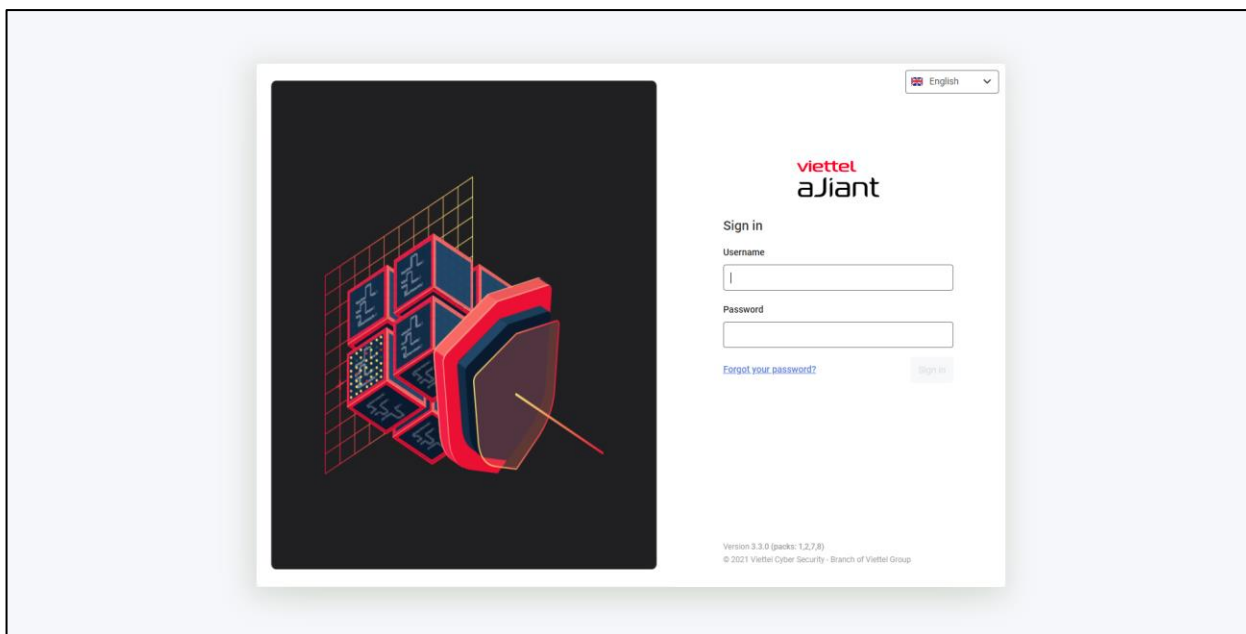 English
viettel
aJiant
Sign in
Username
Password
Forgot your password?
Sign in
Version 3.3.0 (packs: 1,2,7,8)
© 2021 Viettel Cyber Security - Branch of Viettel Group